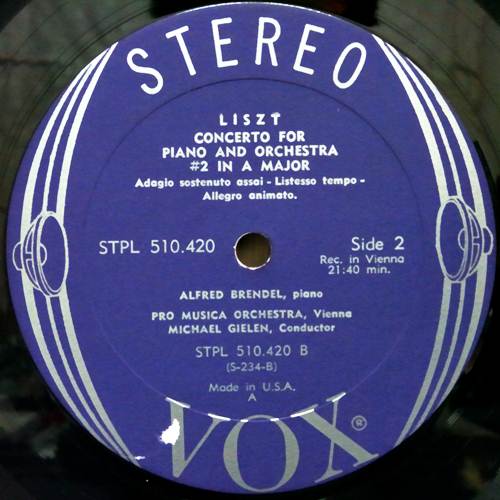 STEREO
LISZT
CONCERTO FOR
PIANO AND ORCHESTRA
#2 IN A MAJOR
Adagio sostenuto assai - Listesso tempo -
Allegro animato.
STPL 510.420
Side 2
Rec. in Vienna
21:40 min.
ALFRED BRENDEL, piano
PRO MUSICA ORCHESTRA, Vienna
MICHAEL GIELEN, Conductor
STPL 510.420 B
(S-234-B)
Made in U.S.A.
A
VOX®